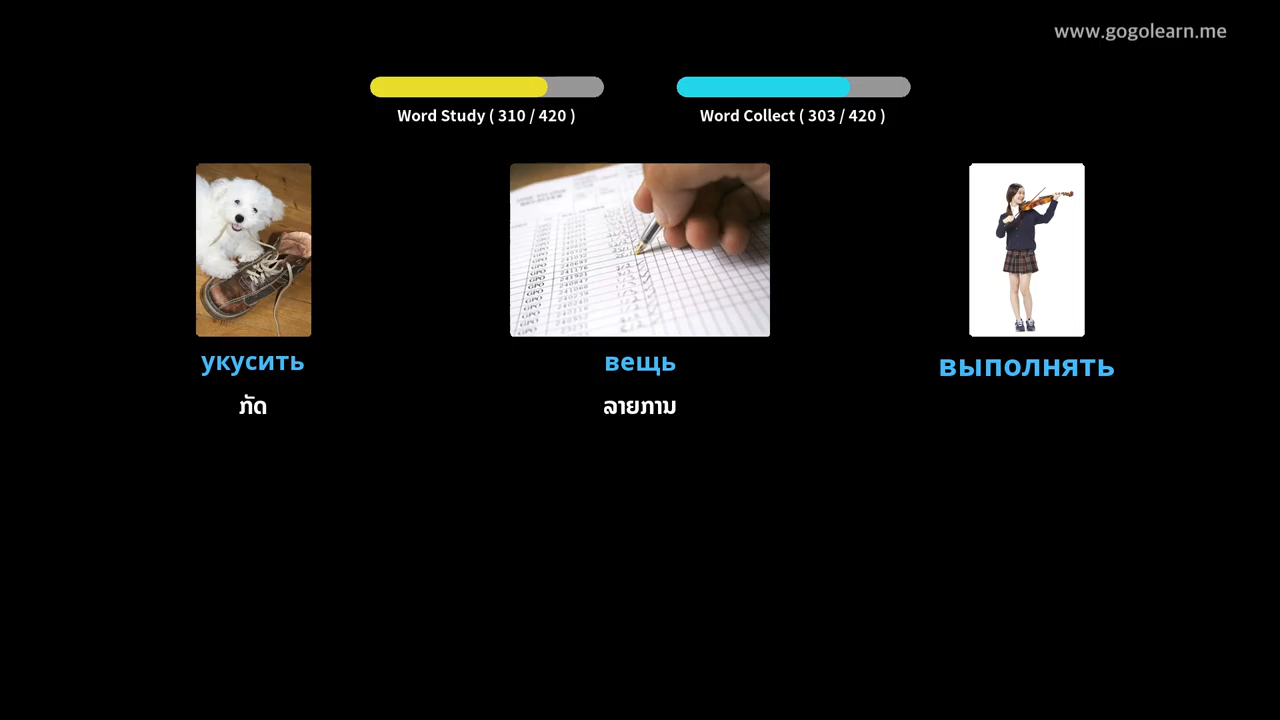 www.gogolearn.me
Word Study ( 310 / 420 )
Word Collect ( 303 / 420 )
укусить
вещь
выполнять
ກັດ
ລາຍການ